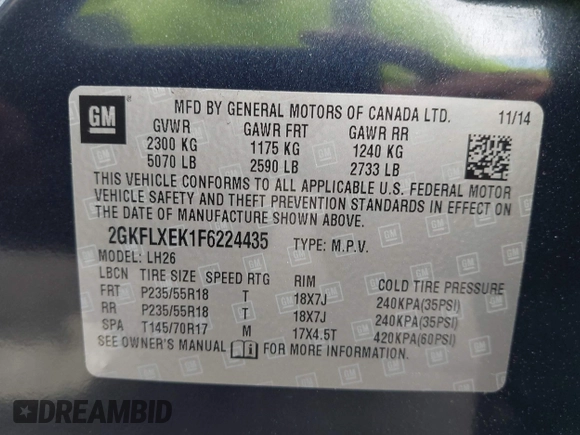 GM
MFD BY GENERAL MOTORS OF CANADA LTD. 11/14
GVWR GAWR FRT GAWR RR
2300 KG 1175 KG 1240 KG
5070 LB 2590 LB 2733 LB
THIS VEHICLE CONFORMS TO ALL APPLICABLE U.S. FEDERAL MOTOR
VEHICLE SAFETY AND THEFT PREVENTION STANDARDS IN EFFECT ON
THE DATE OF MANUFACTURE SHOWN ABOVE.
2GKFLXEK1F6224435 TYPE: M.P.V.
MODEL: LH26
LBCN TIRE SIZE SPEED RTG RIM COLD TIRE PRESSURE
FRT P235/55R18 T 18X7J 240KPA(35PSI)
RR P235/55R18 T 18X7J 240KPA(35PSI)
SPA T145/70R17 M 17X4.5T 420KPA(60PSI)
SEE OWNER'S MANUAL FOR MORE INFORMATION.
DREAMBID